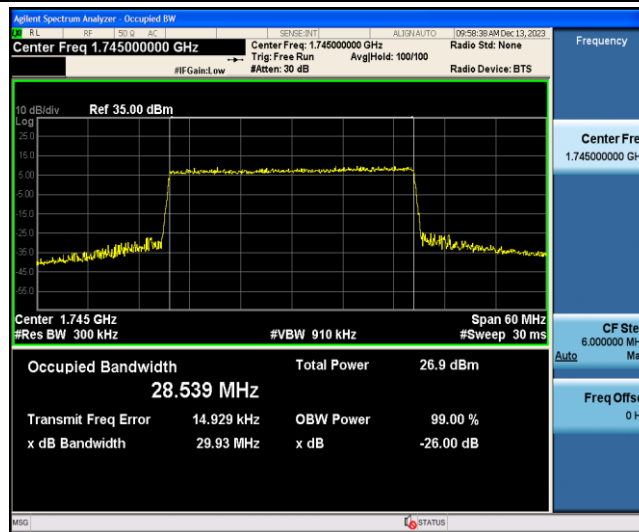 Agilent Spectrum Analyzer - Occupied BW
RL RF 50 Ω AC SENSE:INT ALIGNAUTO 09:58:38 AM Dec 13, 2023
Center Freq 1.745000000 GHz Center Freq: 1.745000000 GHz Radio Std: None
Trig: Free Run Avg|Hold: 100/100
#IFGain:Low #Atten: 30 dB Radio Device: BTS
Frequency
10 dB/div Ref 35.00 dBm
Log
25.0
15.0
5.00
-5.00
-15.0
-25.0
-35.0
-45.0
-55.0
Center 1.745 GHz Span 60 MHz
#Res BW 300 kHz #VBW 910 kHz #Sweep 30 ms
Occupied Bandwidth Total Power 26.9 dBm
28.539 MHz
Transmit Freq Error 14.929 kHz OBW Power 99.00 %
x dB Bandwidth 29.93 MHz x dB -26.00 dB
Center Fre
1.745000000 GH
CF Ste
6.000000 MH
Auto Ma
Freq Offse
0 H
MSG STATUS